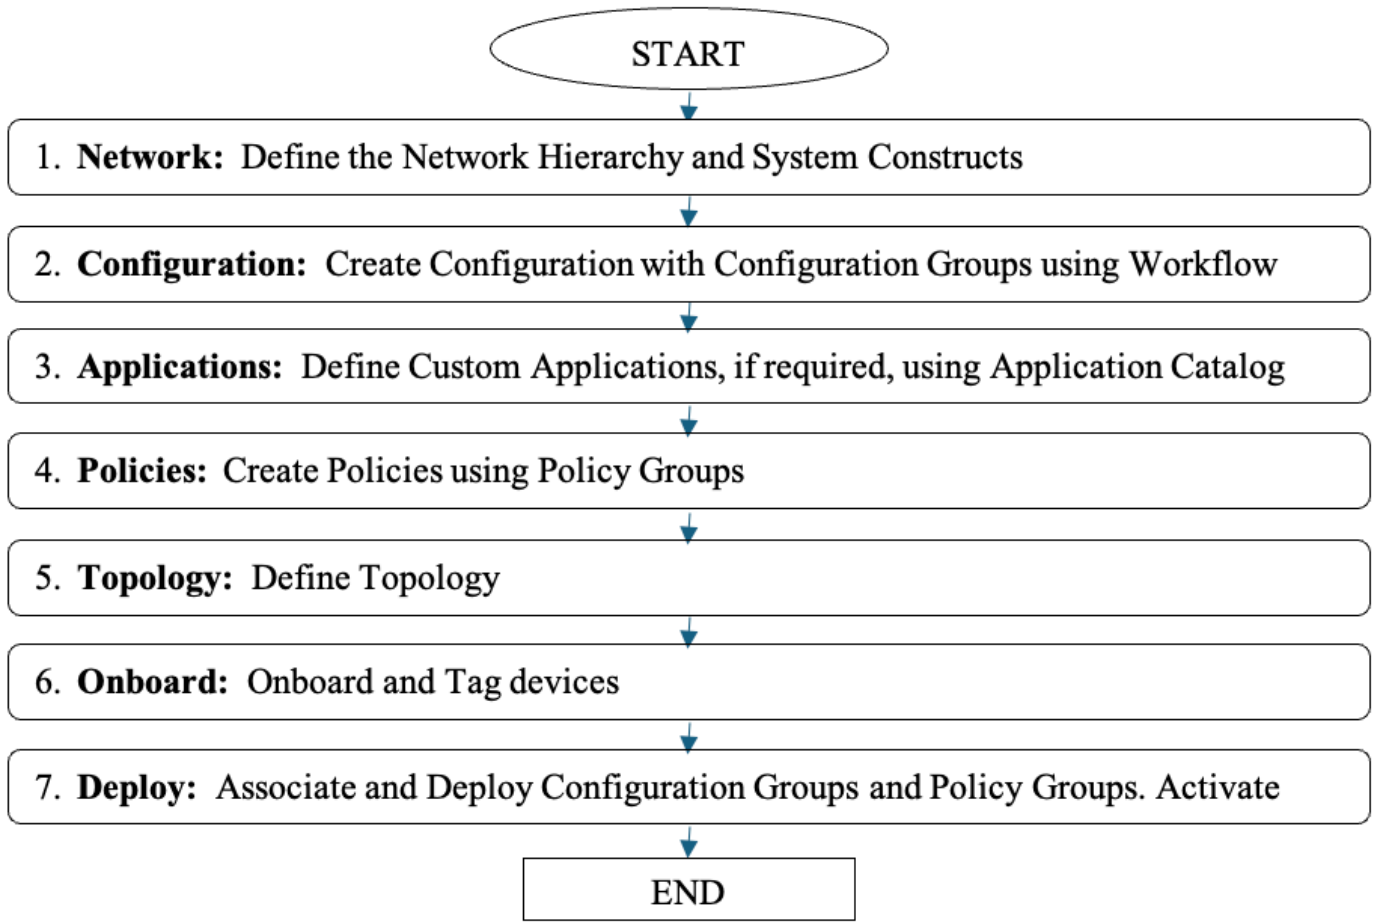 START
1. Network: Define the Network Hierarchy and System Constructs
2. Configuration: Create Configuration with Configuration Groups using Workflow
3. Applications: Define Custom Applications, if required, using Application Catalog
4. Policies: Create Policies using Policy Groups
5. Topology: Define Topology
6. Onboard: Onboard and Tag devices
7. Deploy: Associate and Deploy Configuration Groups and Policy Groups. Activate
END